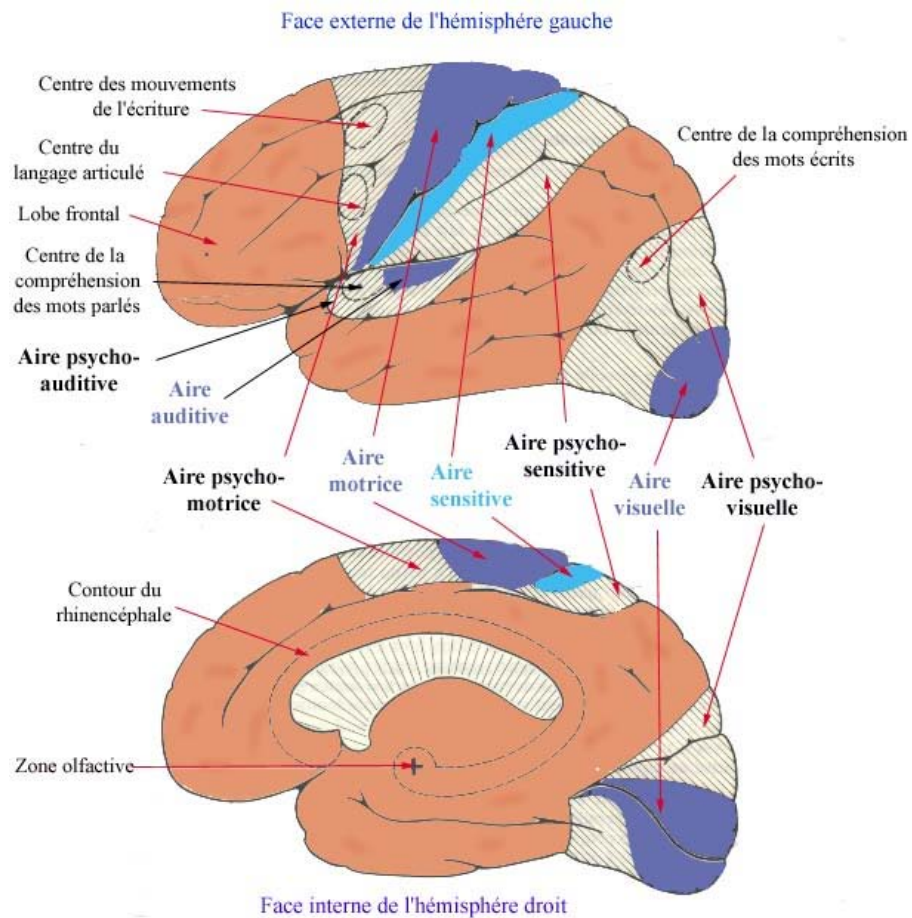 Face externe de l'hémisphére gauche
Centre des mouvements
de l'écriture
Centre du
langage articulé
Lobe frontal
Centre de la
compréhension
des mots parlés
Aire psycho-
auditive
Aire
auditive
Centre de la compréhension
des mots écrits
Aire psycho-
motrice
Aire
motrice
Aire
sensitive
Aire psycho-
sensitive
Aire
visuelle
Aire psycho-
visuelle
Contour du
rhinencéphale
Zone olfactive
Face interne de l'hémisphére droit